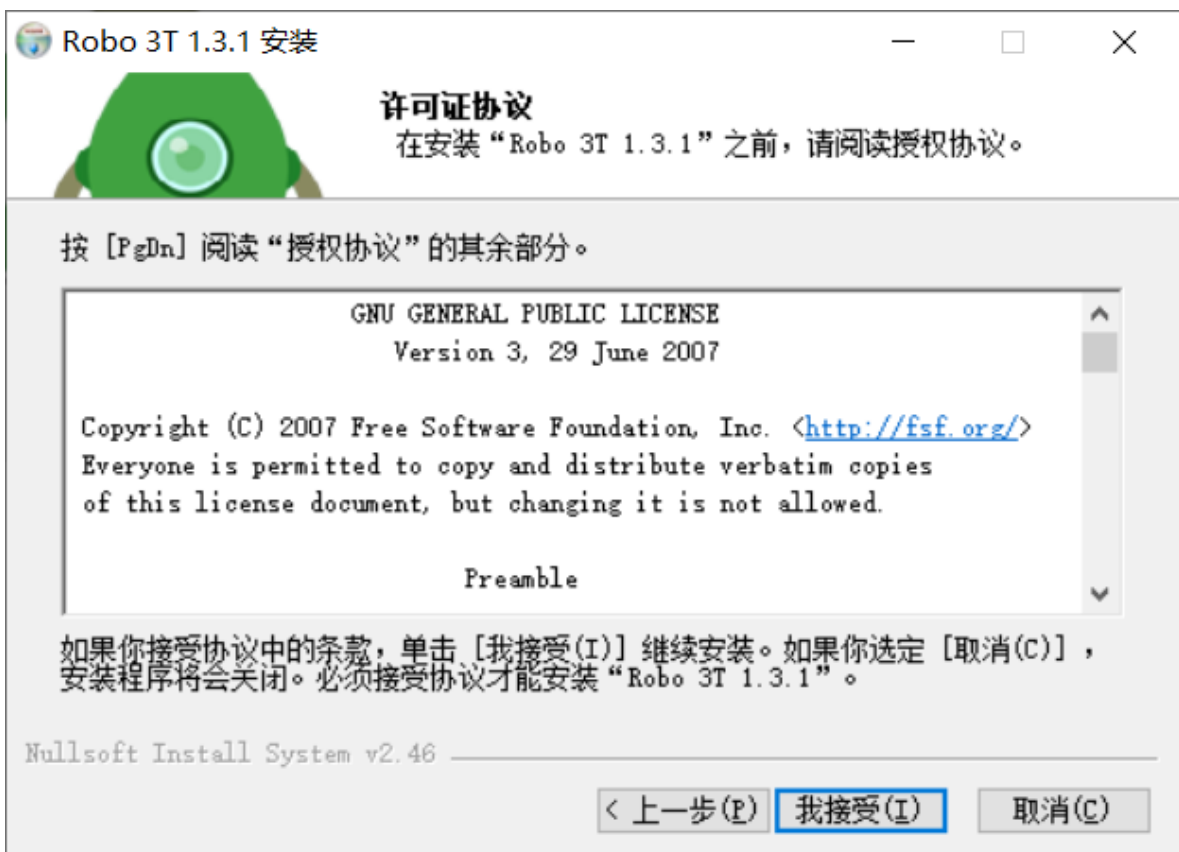 Robo 3T 1.3.1 安装
许可证协议
在安装“Robo 3T 1.3.1”之前，请阅读授权协议。
按 [PgDn] 阅读“授权协议”的其余部分。
GNU GENERAL PUBLIC LICENSE
Version 3, 29 June 2007
Copyright (C) 2007 Free Software Foundation, Inc. <http://fsf.org/>
Everyone is permitted to copy and distribute verbatim copies
of this license document, but changing it is not allowed.
Preamble
如果你接受协议中的条款，单击 [我接受(I)] 继续安装。如果你选定 [取消(C)] ，
安装程序将会关闭。必须接受协议才能安装“Robo 3T 1.3.1”。
Nullsoft Install System v2.46
< 上一步(P) 我接受(I) 取消(C)